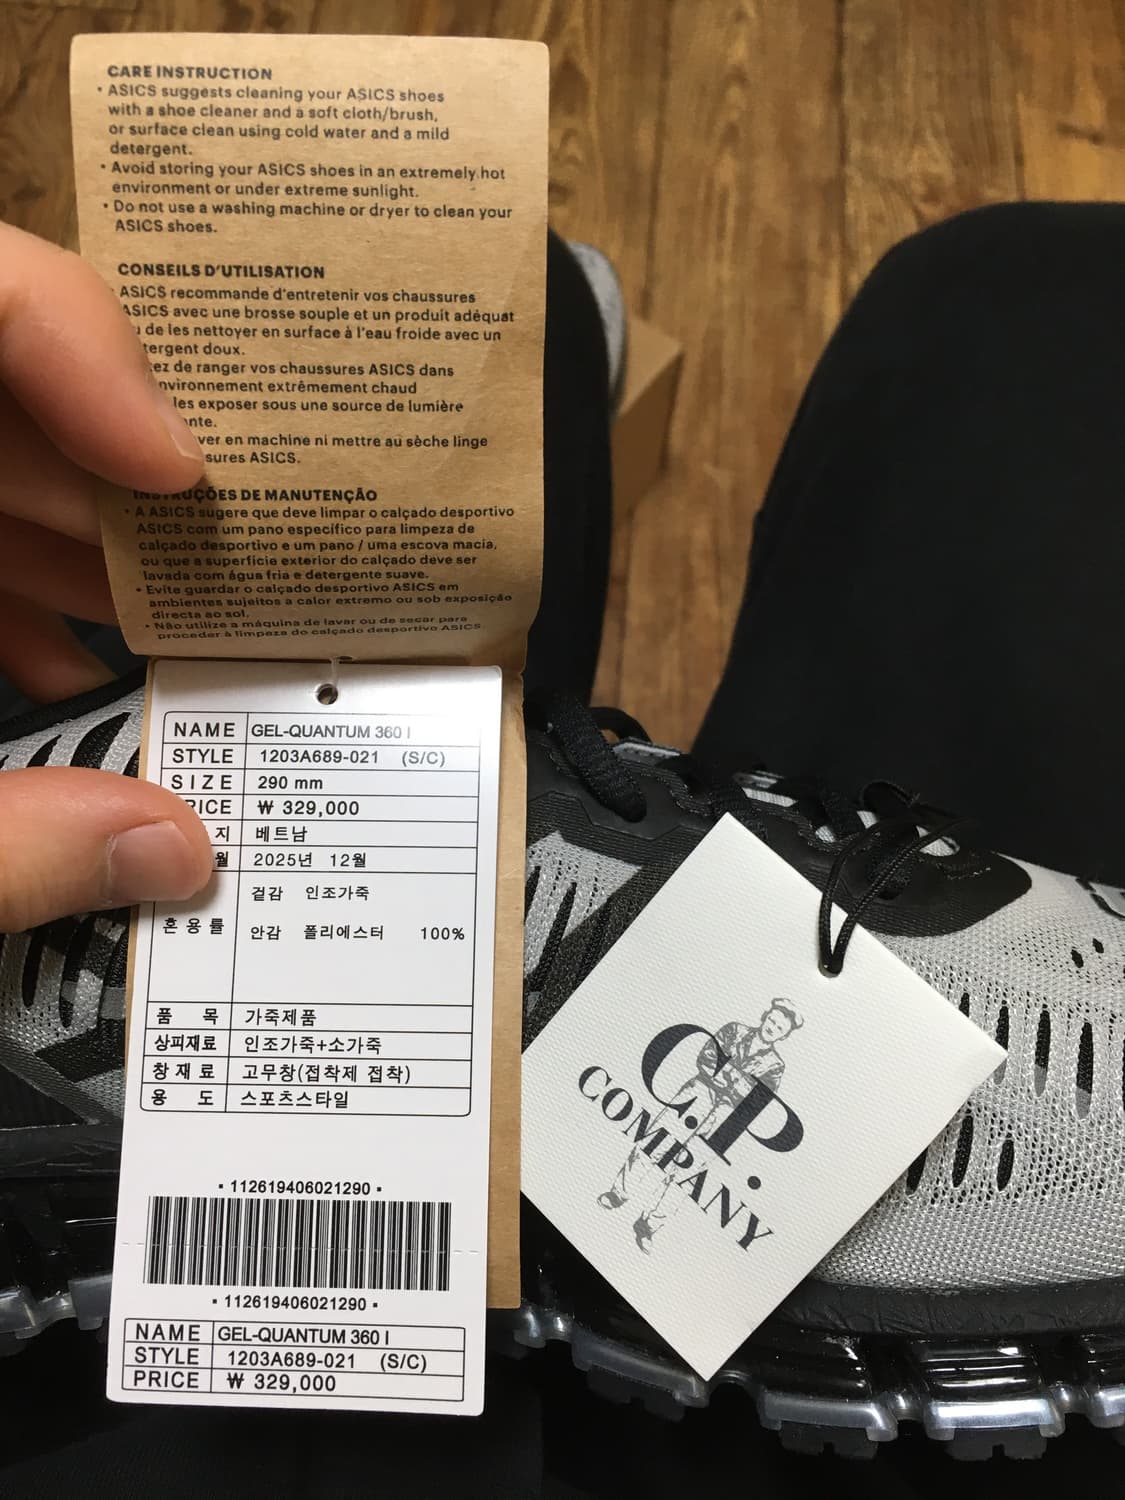 CARE INSTRUCTION
• ASICS suggests cleaning your ASICS shoes
with a shoe cleaner and a soft cloth/brush,
or surface clean using cold water and a mild
detergent.
• Avoid storing your ASICS shoes in an extremely hot
environment or under extreme sunlight.
• Do not use a washing machine or dryer to clean your
ASICS shoes.
CONSEILS D'UTILISATION
ASICS recommande d'entretenir vos chaussures
ASICS avec une brosse souple et un produit adéquat
de les nettoyer en surface à l'eau froide avec un
doux.
de ranger vos chaussures ASICS dans
extrêmement chaud
les exposer sous une source de lumière
en machine ni mettre au sèche linge
ASICS.
INSTRUÇÕES DE MANUTENÇÃO
• A ASICS sugere que deve limpar o calçado desportivo
ASICS com um pano específico para limpeza de
calçado desportivo e um pano / uma escova macia,
ou que a superfície exterior do calçado deve ser
lavada com água fria e detergente suave.
• Evite guardar o calçado desportivo ASICS em
ambientes sujeitos a calor extremo ou sob exposição
directa ao sol.
• Não utilize a máquina de lavar ou de secar para
proceder à limpeza do calçado desportivo ASICS.
NAME GEL-QUANTUM 360 I
STYLE 1203A689-021 (S/C)
SIZE 290 mm
PRICE ₩ 329,000
지 베트남
월 2025년 12월
혼용률 겉감 인조가죽
안감 폴리에스터 100%
품 목 가죽제품
상피재료 인조가죽+소가죽
창재료 고무창(접착제 접착)
용 도 스포츠스타일
• 112619406021290 •
• 112619406021290 •
NAME GEL-QUANTUM 360 I
STYLE 1203A689-021 (S/C)
PRICE ₩ 329,000
C.P.
COMPANY